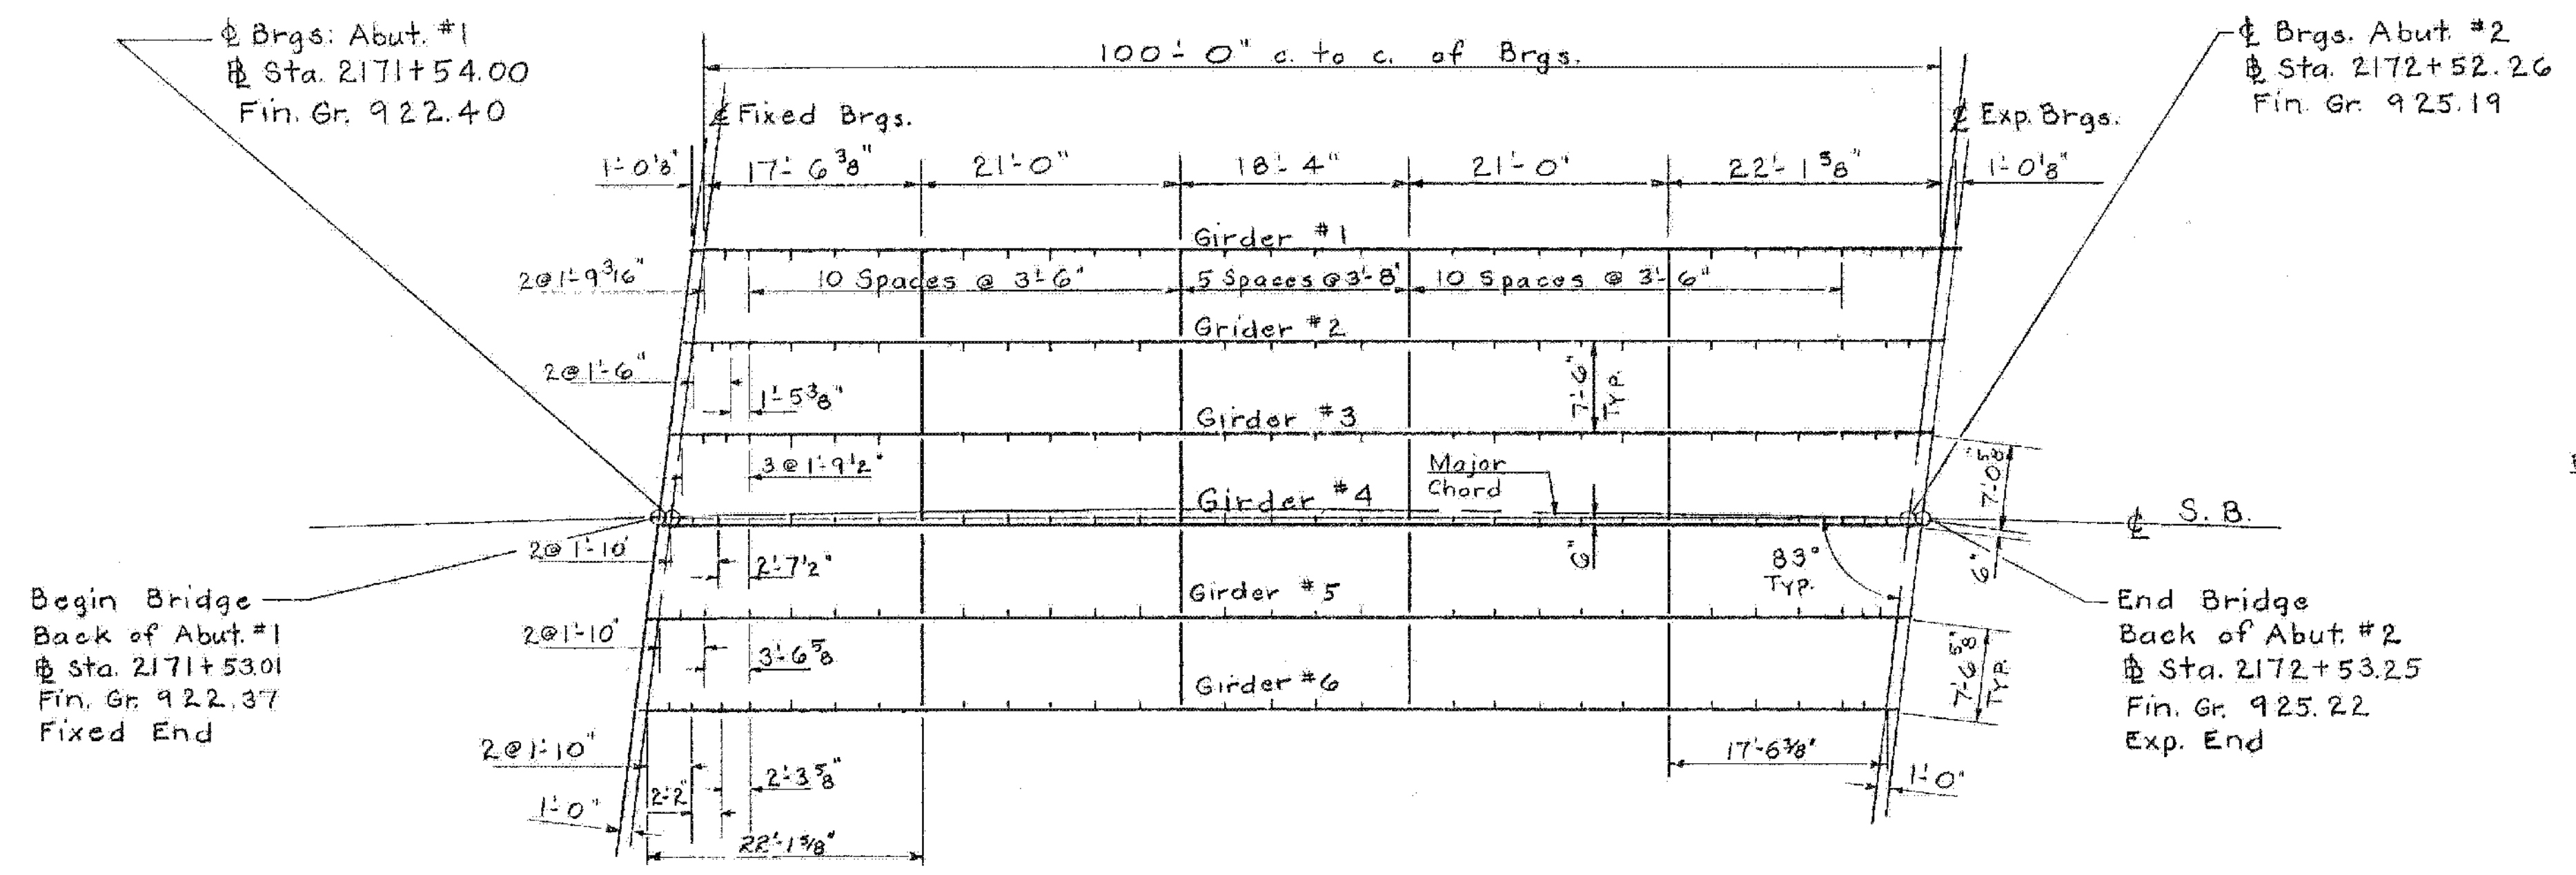 ℄ Brgs: Abut. #1
℔ Sta. 2171+54.00
Fin. Gr. 922.40
100'-0" c. to c. of Brgs.
℄ Brgs. Abut. #2
℔ Sta. 2172+52.26
Fin. Gr. 925.19
℄ Fixed Brgs.
℄ Exp. Brgs.
1'-0⅛"
17'-6⅜"
21'-0"
18'-4"
21'-0"
22'-1⅝"
1'-0⅛"
Girder #1
2@1'-9 3/16"
10 Spaces @ 3'-6"
5 Spaces @3'-8"
10 Spaces @ 3'-6"
Grider #2
2@1'-6"
1'-5⅜"
7'-6"
TYP.
Girder #3
3@1'-9½"
Major
Chord
7'-0⅝"
Girder #4
℄ S.B.
2@1'-10"
2'-7½"
6"
83°
Typ.
6"
Begin Bridge
Back of Abut. #1
℔ Sta. 2171+53.01
Fin. Gr. 922.37
Fixed End
Girder #5
End Bridge
Back of Abut. #2
℔ Sta. 2172+53.25
Fin. Gr. 925.22
Exp. End
2@1'-10"
3'-6⅝
7'-6⅝"
TYP.
Girder #6
2@1'-10"
2'-3⅝"
2'-2"
17'-6⅜"
1'-0"
1'-0"
22'-1⅝"